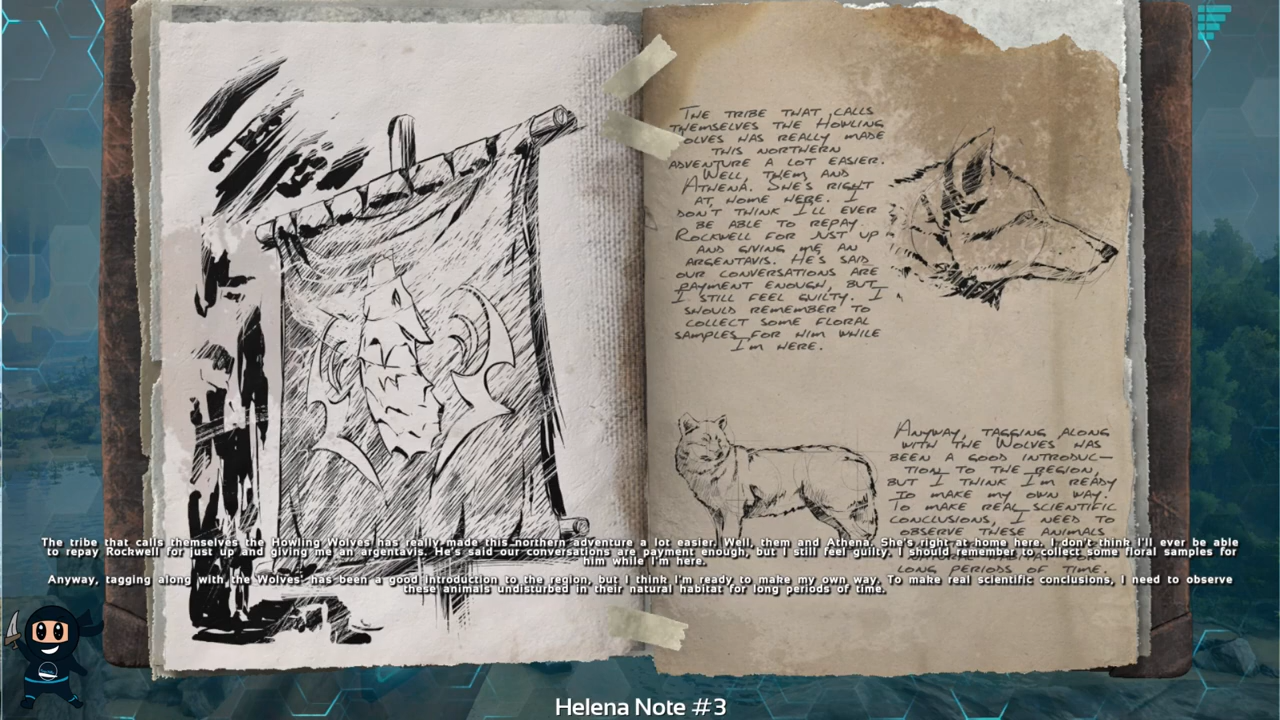 THE TRIBE THAT CALLS
THEMSELVES THE HOWLING
WOLVES HAS REALLY MADE
THIS NORTHERN
ADVENTURE A LOT EASIER.
WELL, THEM AND
ATHENA. SHE'S RIGHT
AT HOME HERE. I
DON'T THINK I'LL EVER
BE ABLE TO REPAY
ROCKWELL FOR JUST UP
AND GIVING ME AN
ARGENTAVIS. HE'S SAID
OUR CONVERSATIONS ARE
PAYMENT ENOUGH, BUT
I STILL FEEL GUILTY. I
SHOULD REMEMBER TO
COLLECT SOME FLORAL
SAMPLES FOR HIM WHILE
I'M HERE.
ANYWAY, TAGGING ALONG
WITH THE WOLVES HAS
BEEN A GOOD INTRODUC-
TION TO THE REGION,
BUT I THINK I'M READY
TO MAKE MY OWN WAY.
TO MAKE REAL SCIENTIFIC
CONCLUSIONS, I NEED TO
OBSERVE THESE ANIMALS
LONG PERIODS OF TIME.
The tribe that calls themselves the Howling Wolves has really made this northern adventure a lot easier. Well, them and Athena. She's right at home here. I don't think I'll ever be able
to repay Rockwell for just up and giving me an argentavis. He's said our conversations are payment enough, but I still feel guilty. I should remember to collect some floral samples for
him while I'm here.
Anyway, tagging along with the Wolves' has been a good introduction to the region, but I think I'm ready to make my own way. To make real scientific conclusions, I need to observe
these animals undisturbed in their natural habitat for long periods of time.
Helena Note #3